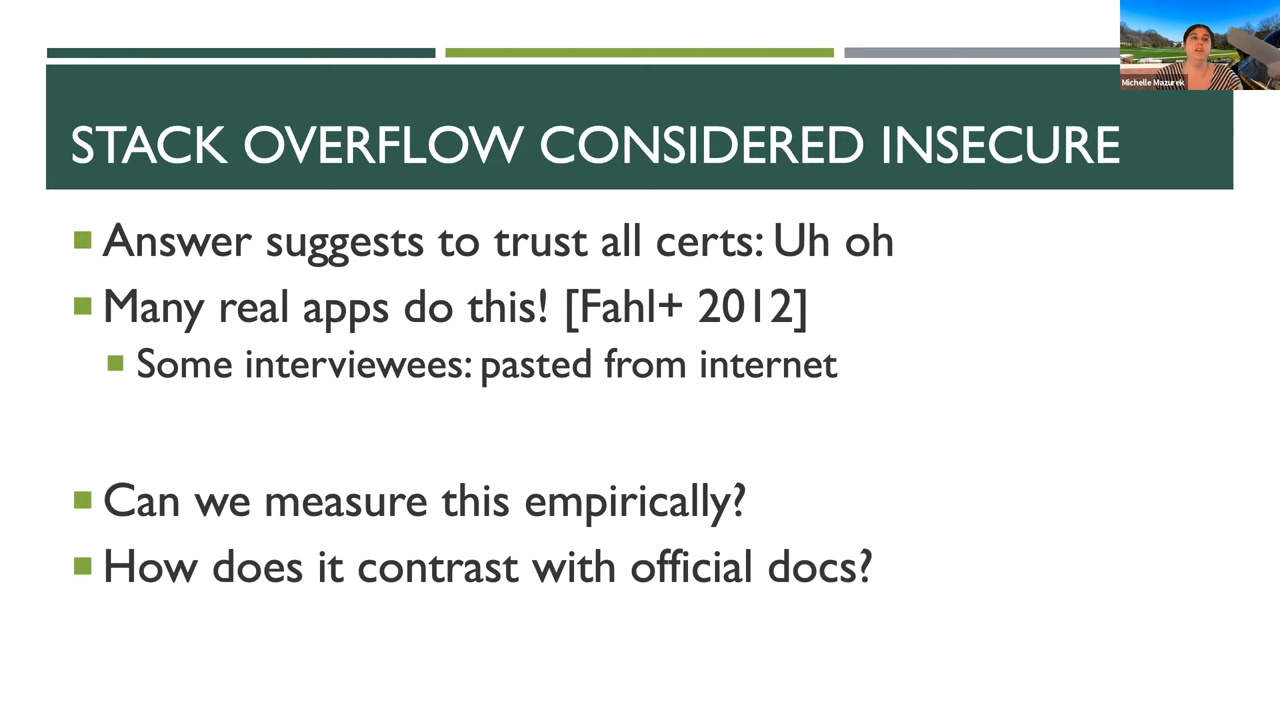 Michelle Mazurek
STACK OVERFLOW CONSIDERED INSECURE
Answer suggests to trust all certs: Uh oh
Many real apps do this! [Fahl+ 2012]
Some interviewees: pasted from internet
Can we measure this empirically?
How does it contrast with official docs?